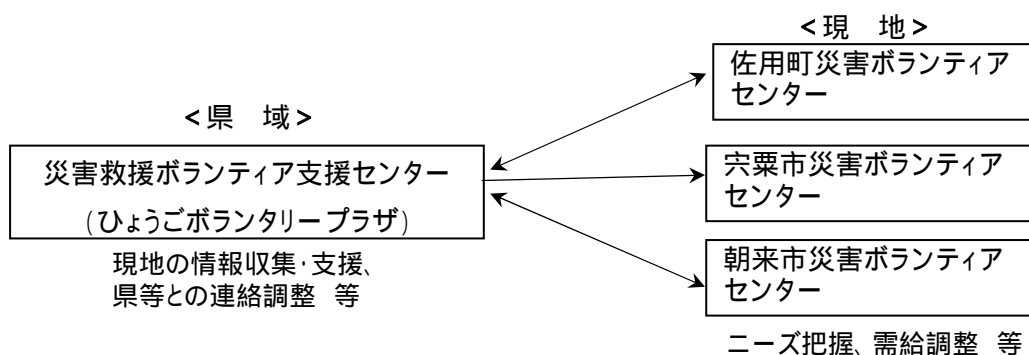 <県　域>
災害救援ボランティア支援センター
(ひょうごボランタリープラザ)
現地の情報収集・支援、
県等との連絡調整　等
<現　地>
佐用町災害ボランティア
センター
宍粟市災害ボランティア
センター
朝来市災害ボランティア
センター
ニーズ把握、需給調整　等